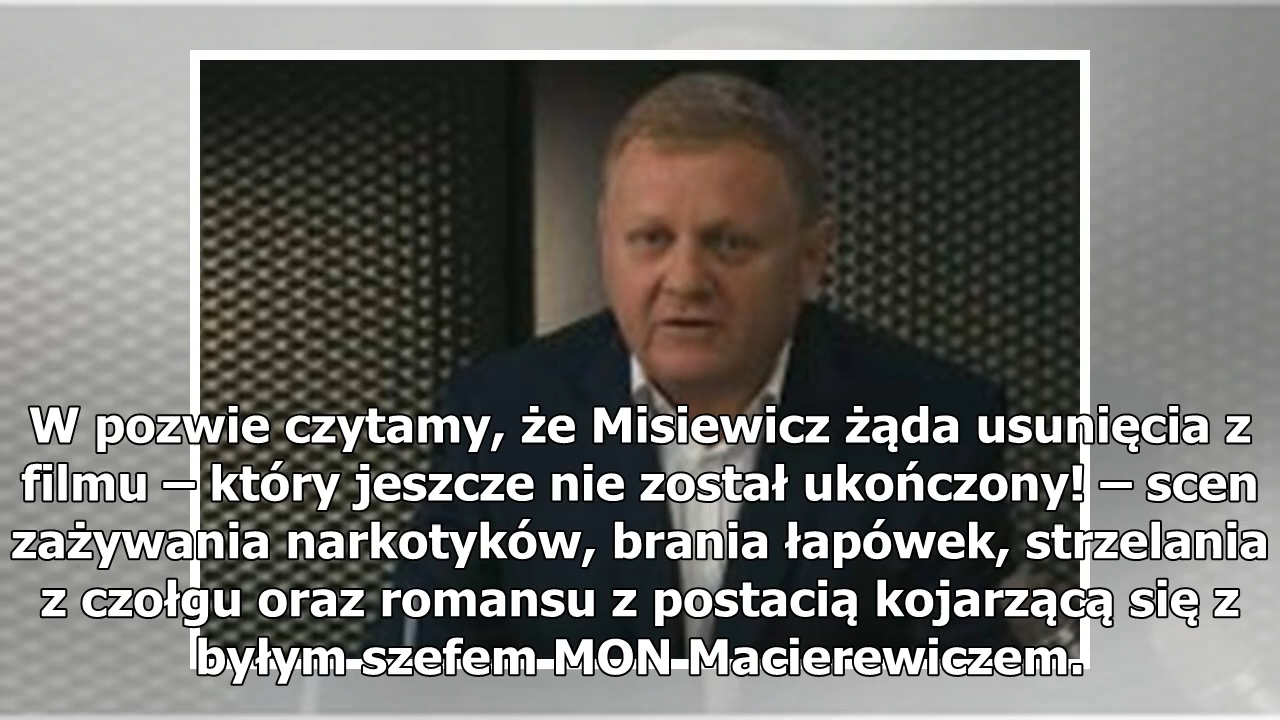 W pozwie czytamy, że Misiewicz żąda usunięcia z
filmu – który jeszcze nie został ukończony! – scen
zażywania narkotyków, brania łapówek, strzelania
z czołgu oraz romansu z postacią kojarzącą się z
byłym szefem MON Macierewiczem.